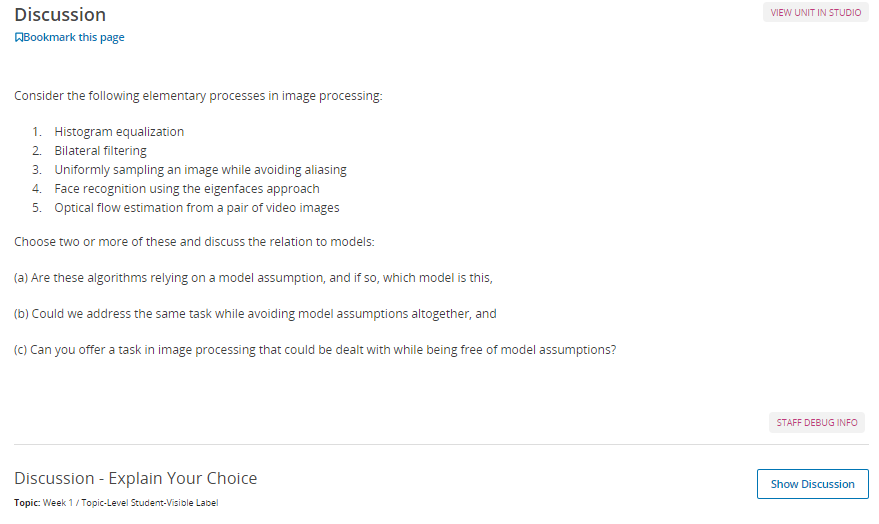 Discussion
VIEW UNIT IN STUDIO
Bookmark this page
Consider the following elementary processes in image processing:
1. Histogram equalization
2. Bilateral filtering
3. Uniformly sampling an image while avoiding aliasing
4. Face recognition using the eigenfaces approach
5. Optical flow estimation from a pair of video images
Choose two or more of these and discuss the relation to models:
(a) Are these algorithms relying on a model assumption, and if so, which model is this,
(b) Could we address the same task while avoiding model assumptions altogether, and
(c) Can you offer a task in image processing that could be dealt with while being free of model assumptions?
STAFF DEBUG INFO
Discussion - Explain Your Choice
Show Discussion
Topic: Week 1 / Topic-Level Student-Visible Label